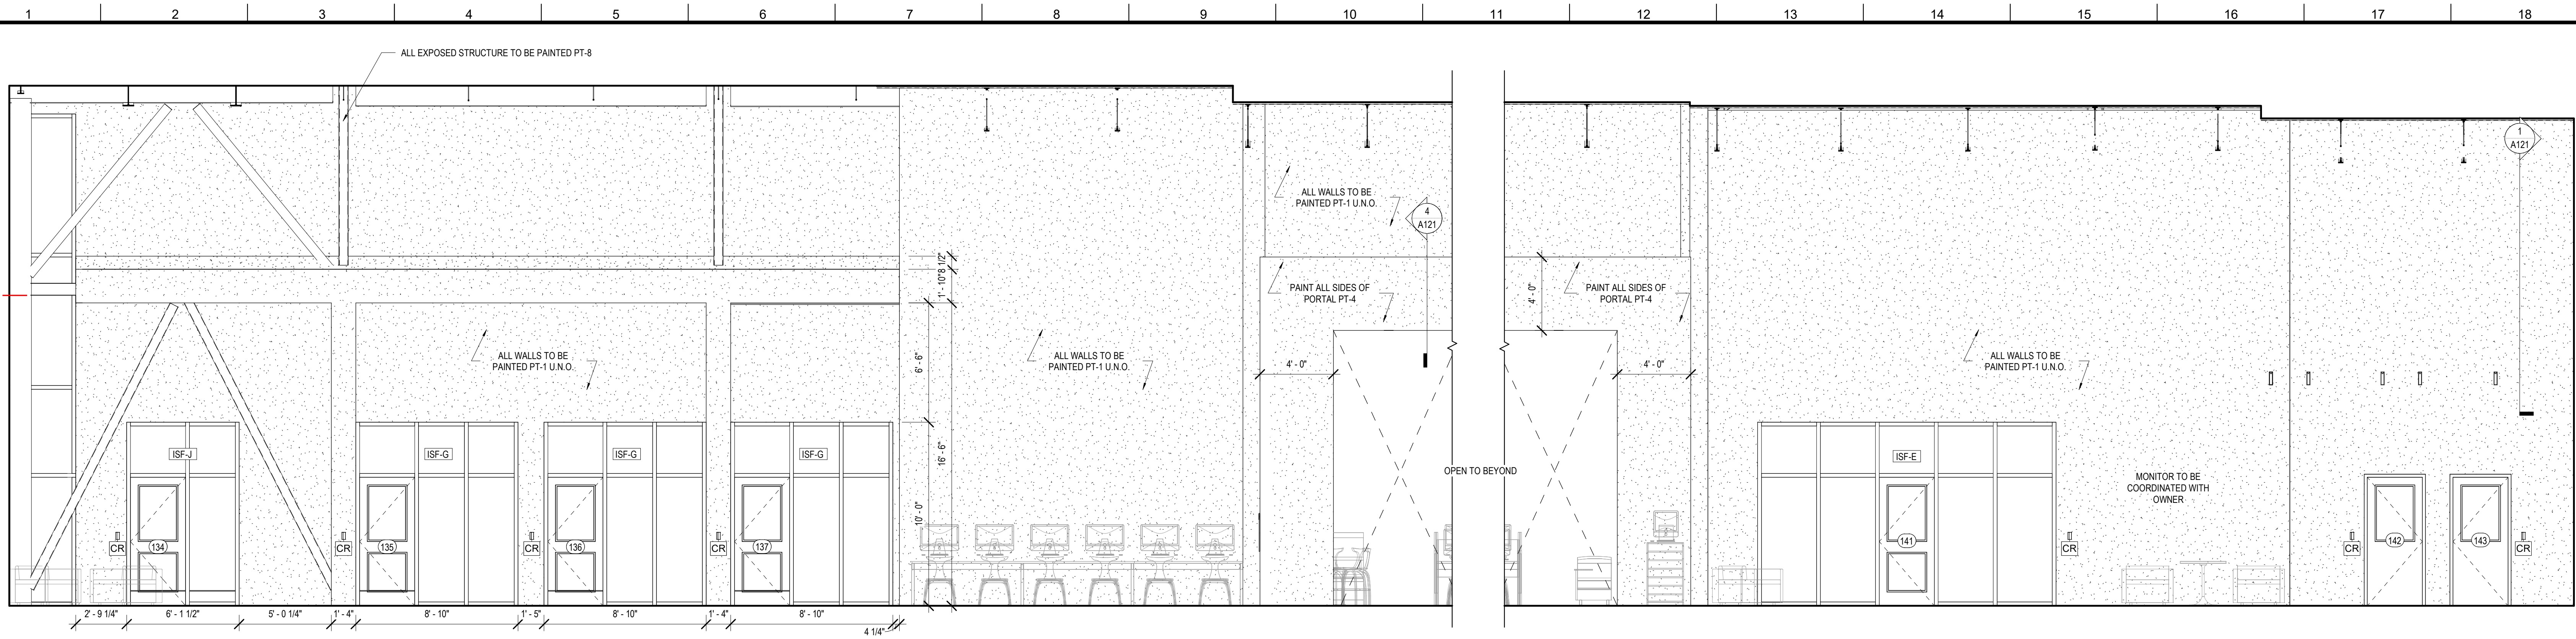 1 2 3 4 5 6 7 8 9 10 11 12 13 14 15 16 17 18
ALL EXPOSED STRUCTURE TO BE PAINTED PT-8
1
A121
ALL WALLS TO BE
PAINTED PT-1 U.N.O.
4
A121
8 1/2"
1' - 10"
PAINT ALL SIDES OF
PORTAL PT-4
4' - 0"
PAINT ALL SIDES OF
PORTAL PT-4
ALL WALLS TO BE
PAINTED PT-1 U.N.O.
6' - 6"
ALL WALLS TO BE
PAINTED PT-1 U.N.O.
4' - 0"
4' - 0"
ALL WALLS TO BE
PAINTED PT-1 U.N.O.
ISF-J
ISF-G
ISF-G
ISF-G
16' - 6"
OPEN TO BEYOND
ISF-E
MONITOR TO BE
COORDINATED WITH
OWNER
10' - 0"
CR
134
CR
135
CR
136
CR
137
141
CR
CR
142
143
CR
2' - 9 1/4"
6' - 1 1/2"
5' - 0 1/4"
1' - 4"
8' - 10"
1' - 5"
8' - 10"
1' - 4"
8' - 10"
4 1/4"